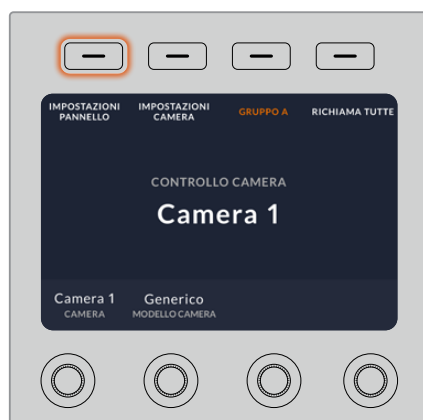 IMPOSTAZIONI PANNELLO
IMPOSTAZIONI CAMERA
GRUPPO A
RICHIAMA TUTTE
CONTROLLO CAMERA
Camera 1
Camera 1
CAMERA
Generico
MODELLO CAMERA